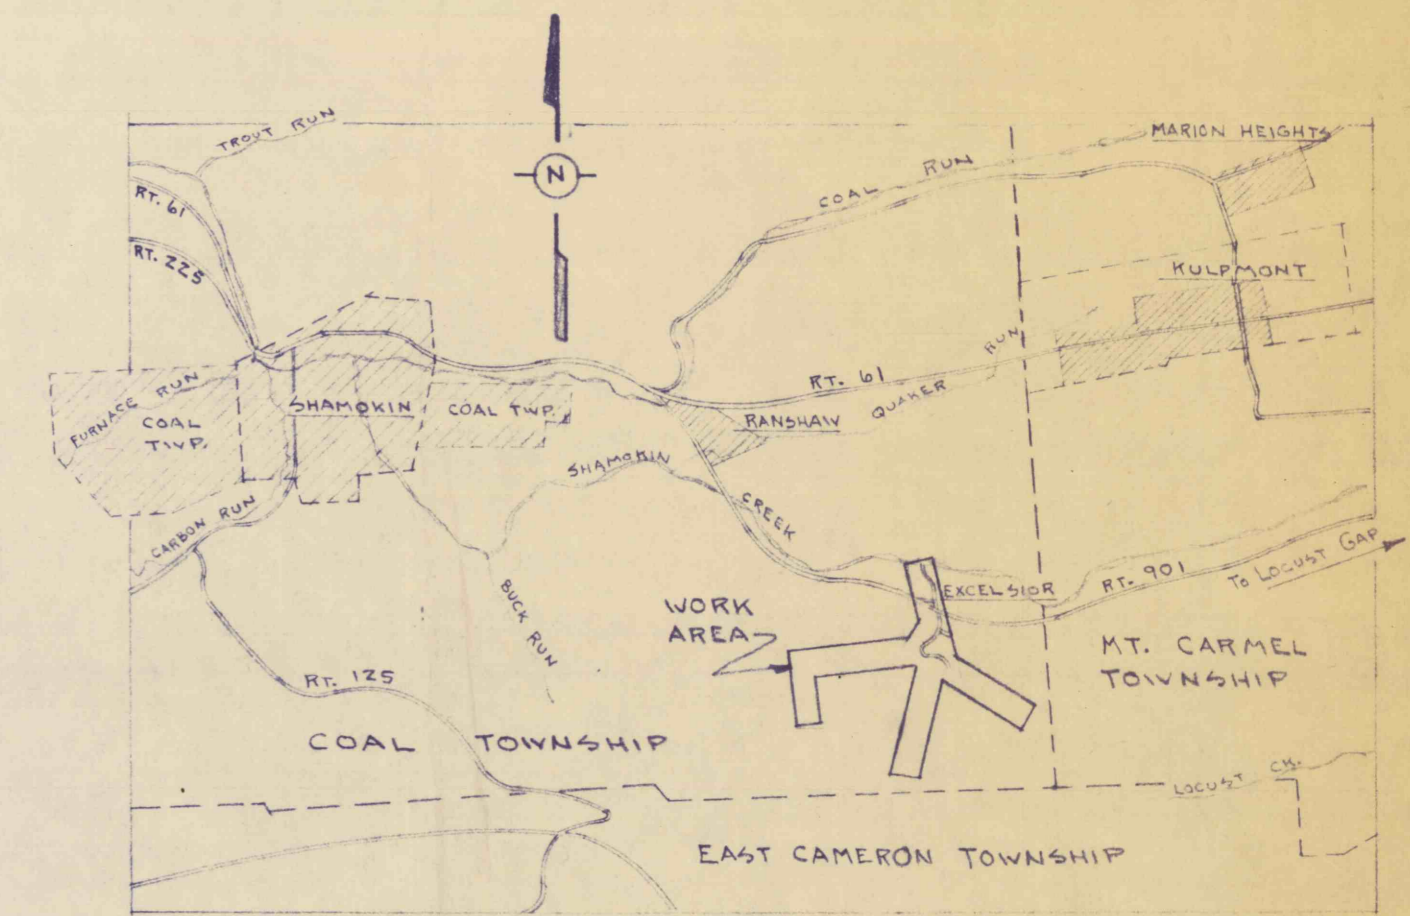 TROUT RUN
MARION HEIGHTS
N
COAL RUN
RT. 61
RT. 225
KULPMONT
FURNACE RUN
COAL
TWP.
SHAMOKIN
COAL TWP.
RT. 61
QUAKER RUN
RANSHAW
SHAMOKIN
CREEK
CARBON RUN
BUCK RUN
EXCELSIOR
RT. 901
TO LOCUST GAP
WORK
AREA
MT. CARMEL
TOWNSHIP
RT. 125
COAL TOWNSHIP
LOCUST CK.
EAST CAMERON TOWNSHIP